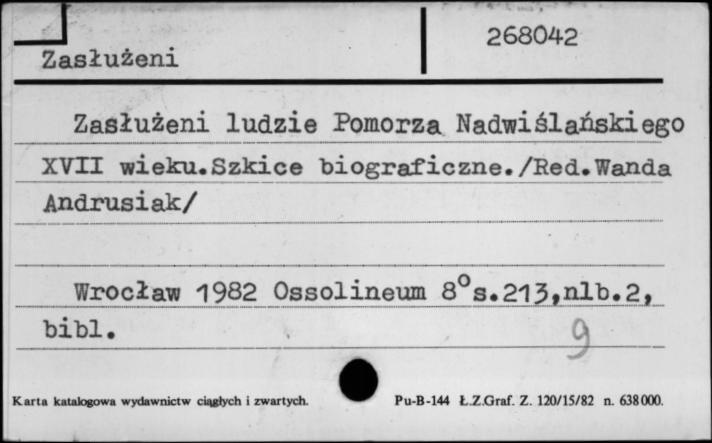 268042
Zasłużeni
Zasłużeni ludzie Pomorza Nadwiślańskiego
XVII wieku.Szkice biograficzne./Red.Wanda
Andrusiak/
Wrocław 1982 Ossolineum 8°s.213,nlb.2,
bibl.
9
Karta katalogowa wydawnictw ciągłych i zwartych. Pu-B-144 Ł.Z.Graf. Z. 120/15/82 n. 638000.